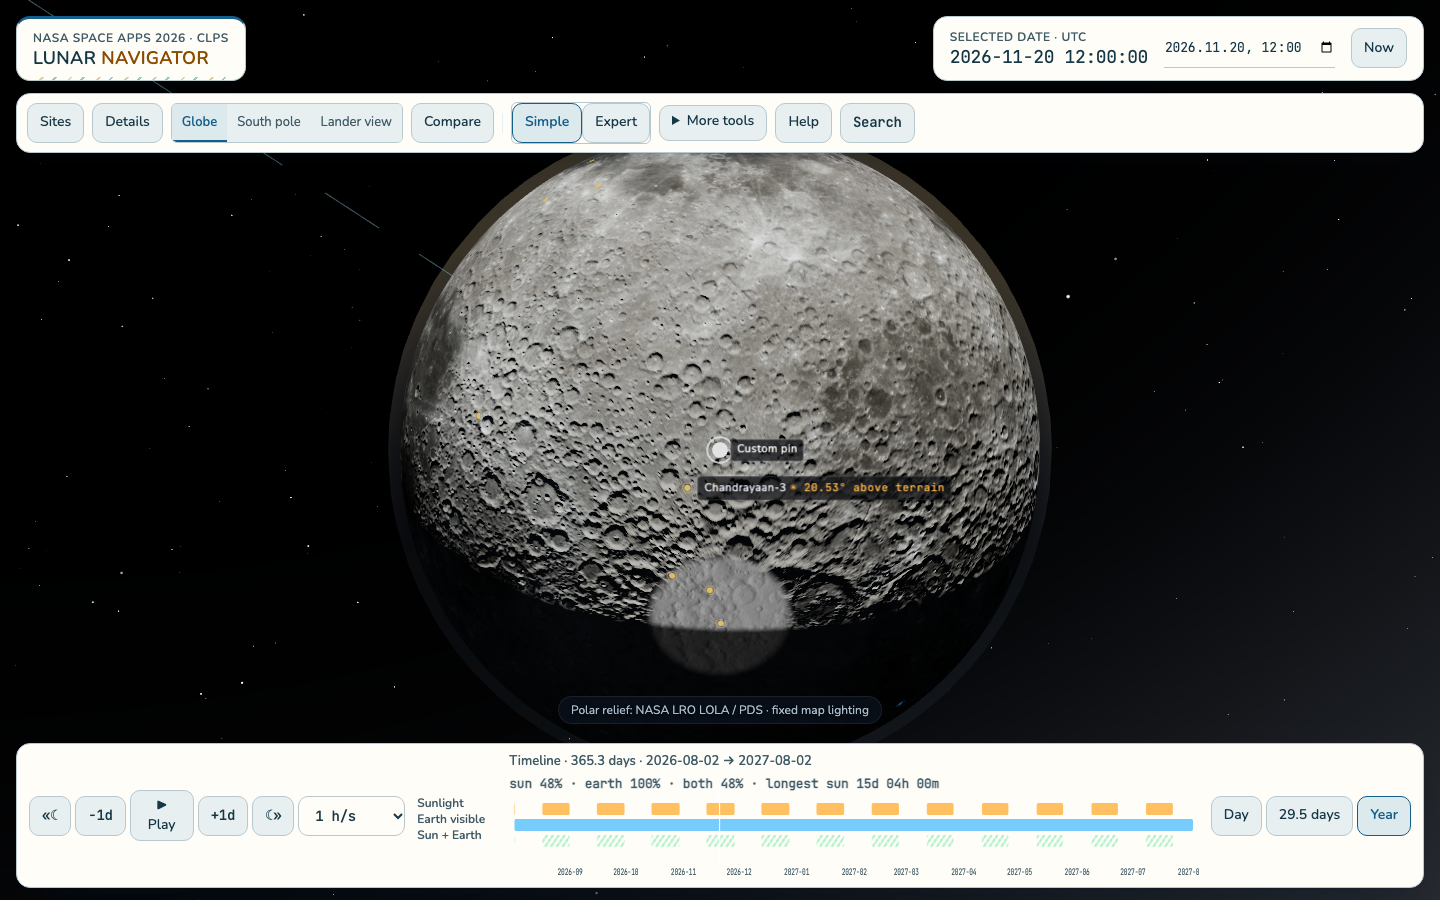 NASA SPACE APPS 2026 · CLPS
LUNAR NAVIGATOR
SELECTED DATE · UTC
2026-11-20 12:00:00
2026.11.20, 12:00
Now
Sites
Details
Globe
South pole
Lander view
Compare
Simple
Expert
▶ More tools
Help
Search
Custom pin
Chandrayaan-3 ☀ 20.53° above terrain
Polar relief: NASA LRO LOLA / PDS · fixed map lighting
Timeline · 365.3 days · 2026-08-02 → 2027-08-02
sun 48% · earth 100% · both 48% · longest sun 15d 04h 00m
«☾
-1d
▶
Play
+1d
☾»
1 h/s
Sunlight
Earth visible
Sun + Earth
2026-09 2026-10 2026-11 2026-12 2027-01 2027-02 2027-03 2027-04 2027-05 2027-06 2027-07 2027-0
Day
29.5 days
Year